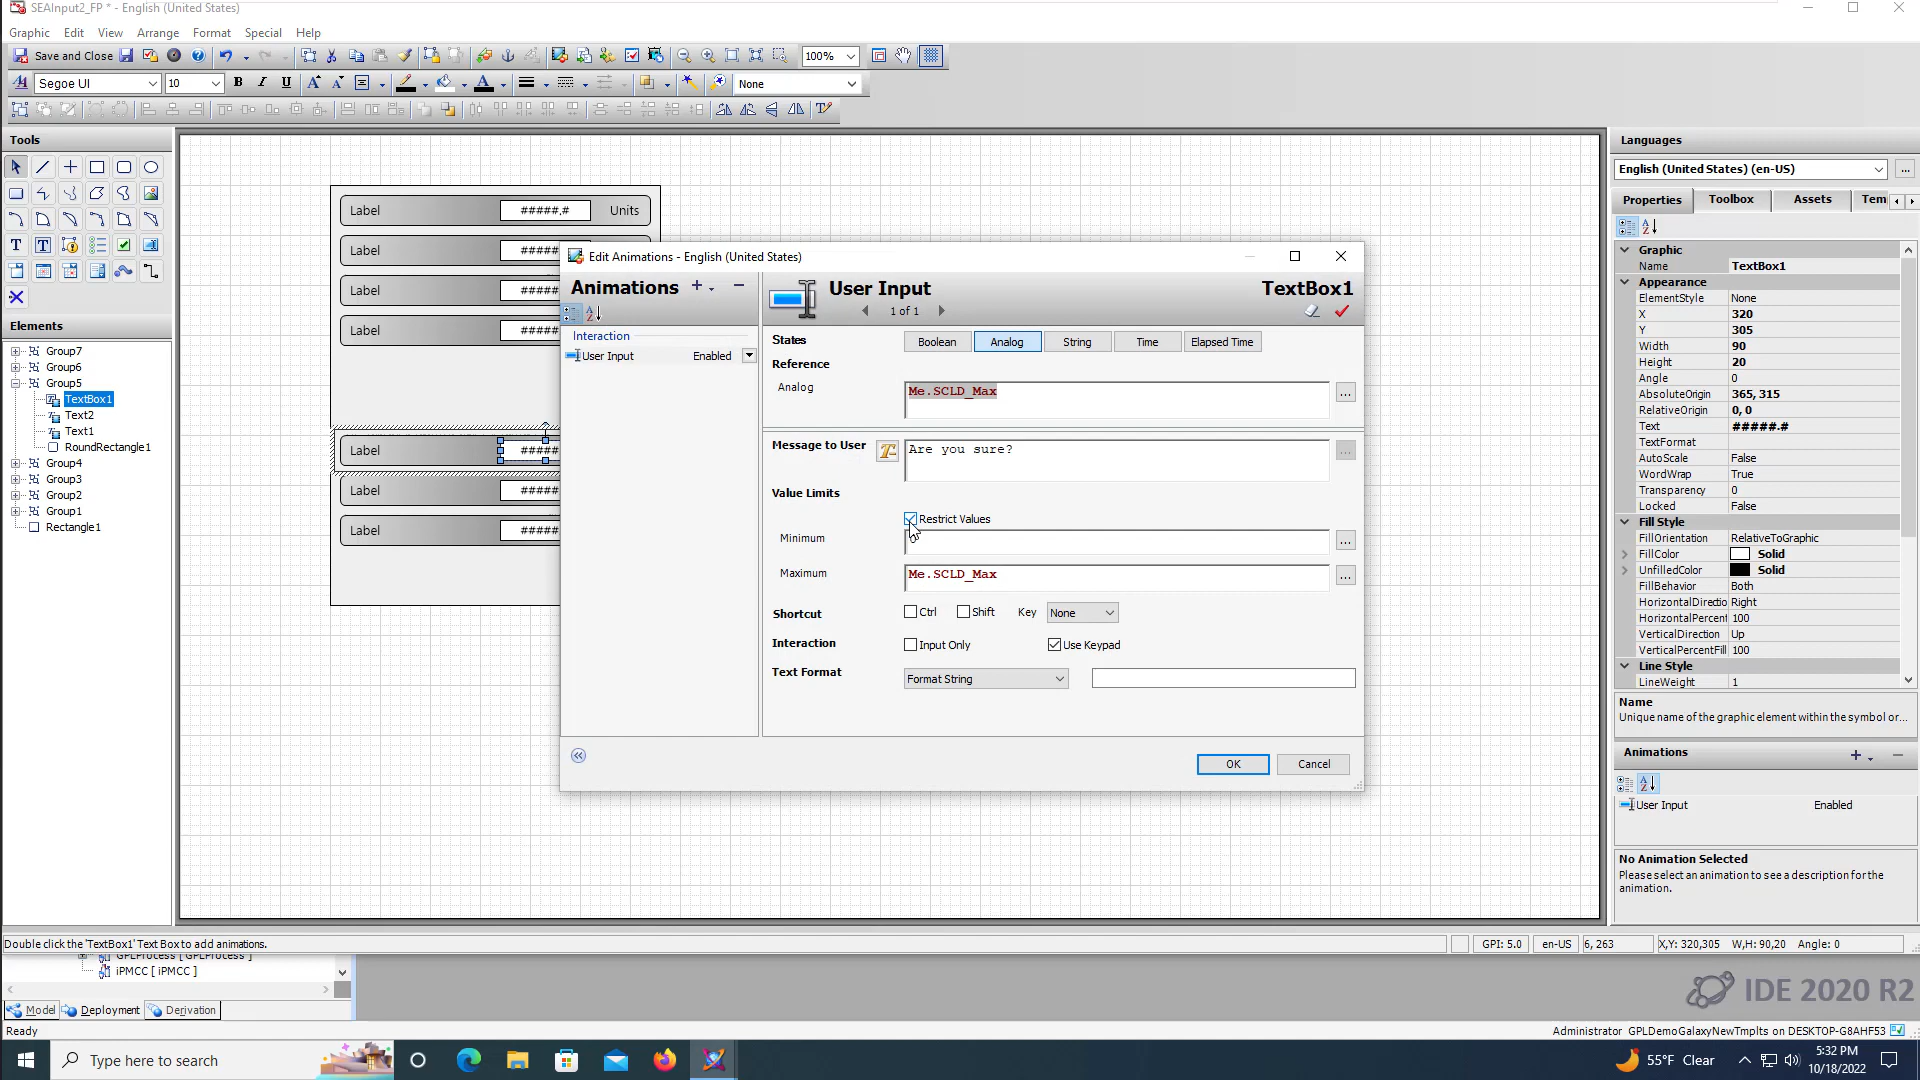 SEAInput2_FP * - English (United States)
Graphic Edit View Arrange Format Special Help
Save and Close 100%
Segoe UI 10 B I U A A A None
Tools
Elements
Group7
Group6
Group5
TextBox1
Text2
Text1
RoundRectangle1
Group4
Group3
Group2
Group1
Rectangle1
Label #####.# Units
Label #####
Label #####
Label #####
Label #####
Label #####
Label #####
Edit Animations - English (United States)
Animations
Interaction
User Input Enabled
User Input TextBox1
1 of 1
States Boolean Analog String Time Elapsed Time
Reference
Analog Me.SCLD_Max ...
Message to User Are you sure? ...
Value Limits
Restrict Values
Minimum ...
Maximum Me.SCLD_Max ...
Shortcut Ctrl Shift Key None
Interaction Input Only Use Keypad
Text Format Format String
OK Cancel
Languages
English (United States) (en-US) ...
Properties Toolbox Assets Tem
Graphic
Name TextBox1
Appearance
ElementStyle None
X 320
Y 305
Width 90
Height 20
Angle 0
AbsoluteOrigin 365, 315
RelativeOrigin 0, 0
Text #####.#
TextFormat
AutoScale False
WordWrap True
Transparency 0
Locked False
Fill Style
FillOrientation RelativeToGraphic
FillColor Solid
UnfilledColor Solid
FillBehavior Both
HorizontalDirectio Right
HorizontalPercent 100
VerticalDirection Up
VerticalPercentFill 100
Line Style
LineWeight 1
Name
Unique name of the graphic element within the symbol or...
Animations
User Input Enabled
No Animation Selected
Please select an animation to see a description for the
animation.
Double click the 'TextBox1' Text Box to add animations.
GPI: 5.0 en-US 6, 263 X,Y: 320,305 W,H: 90,20 Angle: 0
GPLProcess [ GPLProcess ]
iPMCC [ iPMCC ]
Model Deployment Derivation
IDE 2020 R2
Ready
Administrator GPLDemoGalaxyNewTmplts on DESKTOP-G8AHF53
Type here to search
55°F Clear
5:32 PM
10/18/2022